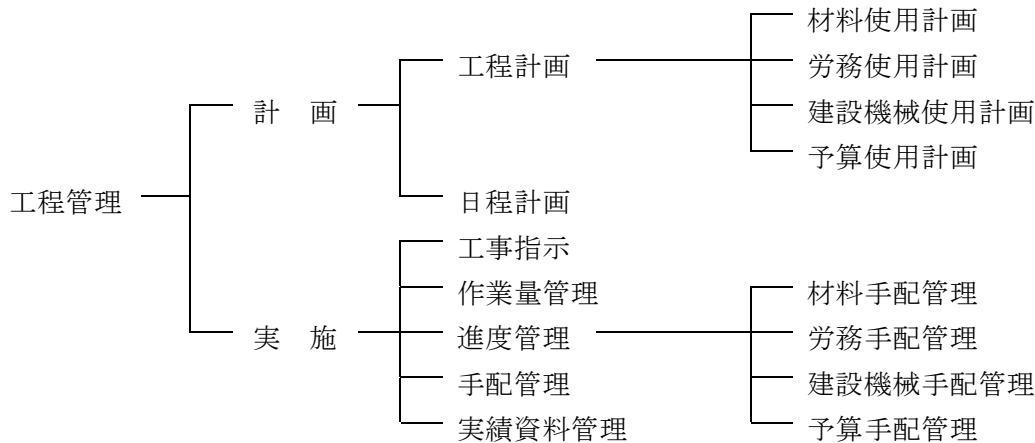 工程管理
計　画
工程計画
材料使用計画
労務使用計画
建設機械使用計画
予算使用計画
日程計画
実　施
工事指示
作業量管理
進度管理
材料手配管理
労務手配管理
建設機械手配管理
予算手配管理
手配管理
実績資料管理